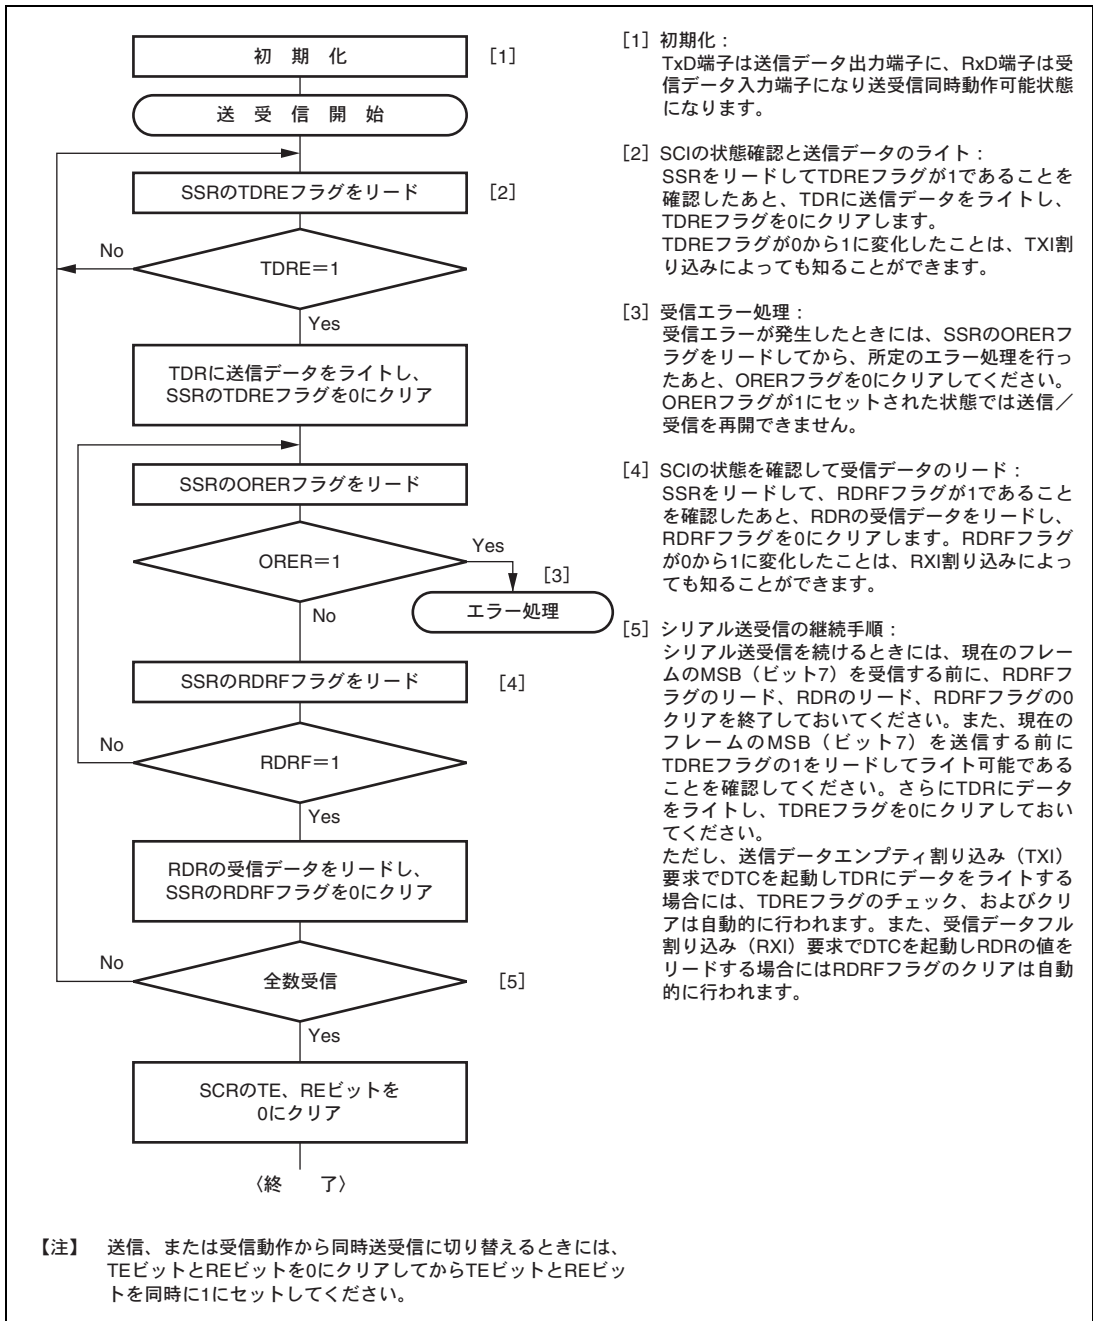 初 期 化
[1]
送 受 信 開 始
SSRのTDREフラグをリード
[2]
No
TDRE＝1
Yes
TDRに送信データをライトし、
SSRのTDREフラグを0にクリア
SSRのORERフラグをリード
ORER＝1
Yes
[3]
エラー処理
No
SSRのRDRFフラグをリード
[4]
No
RDRF＝1
Yes
RDRの受信データをリードし、
SSRのRDRFフラグを0にクリア
No
全数受信
[5]
Yes
SCRのTE、REビットを
0にクリア
〈終 了〉
[1] 初期化：
TxD端子は送信データ出力端子に、RxD端子は受
信データ入力端子になり送受信同時動作可能状態
になります。
[2] SCIの状態確認と送信データのライト：
SSRをリードしてTDREフラグが1であることを
確認したあと、TDRに送信データをライトし、
TDREフラグを0にクリアします。
TDREフラグが0から1に変化したことは、TXI割
り込みによっても知ることができます。
[3] 受信エラー処理：
受信エラーが発生したときには、SSRのORERフ
ラグをリードしてから、所定のエラー処理を行っ
たあと、ORERフラグを0にクリアしてください。
ORERフラグが1にセットされた状態では送信／
受信を再開できません。
[4] SCIの状態を確認して受信データのリード：
SSRをリードして、RDRFフラグが1であること
を確認したあと、RDRの受信データをリードし、
RDRFフラグを0にクリアします。RDRFフラグ
が0から1に変化したことは、RXI割り込みによっ
ても知ることができます。
[5] シリアル送受信の継続手順：
シリアル送受信を続けるときには、現在のフレー
ムのMSB（ビット7）を受信する前に、RDRFフ
ラグのリード、RDRのリード、RDRFフラグの0
クリアを終了しておいてください。また、現在の
フレームのMSB（ビット7）を送信する前に
TDREフラグの1をリードしてライト可能である
ことを確認してください。さらにTDRにデータ
をライトし、TDREフラグを0にクリアしておい
てください。
ただし、送信データエンプティ割り込み（TXI）
要求でDTCを起動しTDRにデータをライトする
場合には、TDREフラグのチェック、およびクリ
アは自動的に行われます。また、受信データフル
割り込み（RXI）要求でDTCを起動しRDRの値を
リードする場合にはRDRFフラグのクリアは自動
的に行われます。
【注】 送信、または受信動作から同時送受信に切り替えるときには、
TEビットとREビットを0にクリアしてからTEビットとREビッ
トを同時に1にセットしてください。